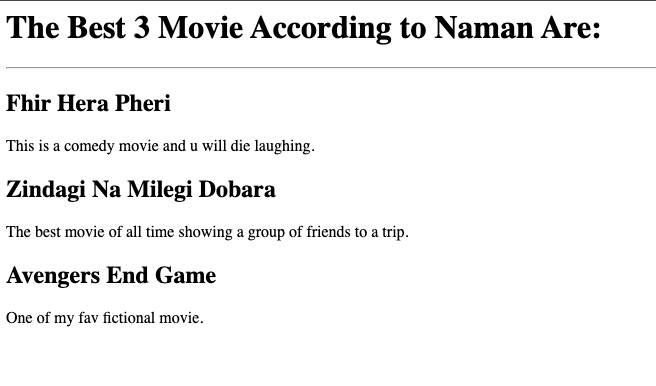 The Best 3 Movie According to Naman Are:
Fhir Hera Pheri
This is a comedy movie and u will die laughing.
Zindagi Na Milegi Dobara
The best movie of all time showing a group of friends to a trip.
Avengers End Game
One of my fav fictional movie.